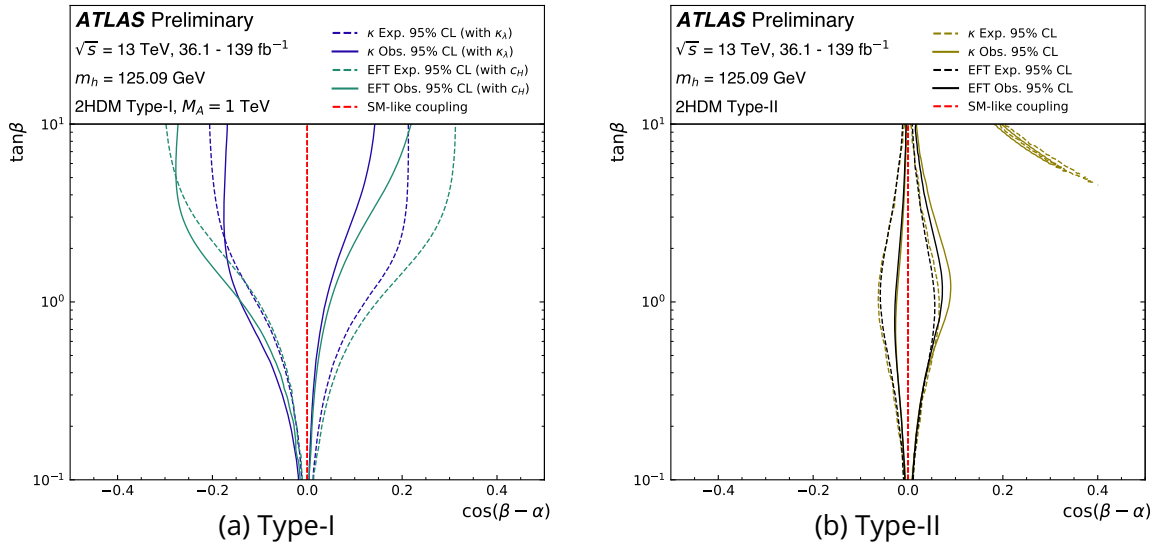 ATLAS Preliminary
√s = 13 TeV, 36.1 - 139 fb⁻¹
m_h = 125.09 GeV
2HDM Type-I, M_A = 1 TeV
κ Exp. 95% CL (with κ_λ)
κ Obs. 95% CL (with κ_λ)
EFT Exp. 95% CL (with c_H)
EFT Obs. 95% CL (with c_H)
SM-like coupling
tanβ
10¹
10⁰
10⁻¹
−0.4 −0.2 0.0 0.2 0.4
cos(β − α)
(a) Type-I
ATLAS Preliminary
√s = 13 TeV, 36.1 - 139 fb⁻¹
m_h = 125.09 GeV
2HDM Type-II
κ Exp. 95% CL
κ Obs. 95% CL
EFT Exp. 95% CL
EFT Obs. 95% CL
SM-like coupling
tanβ
10¹
10⁰
10⁻¹
−0.4 −0.2 0.0 0.2 0.4
cos(β − α)
(b) Type-II